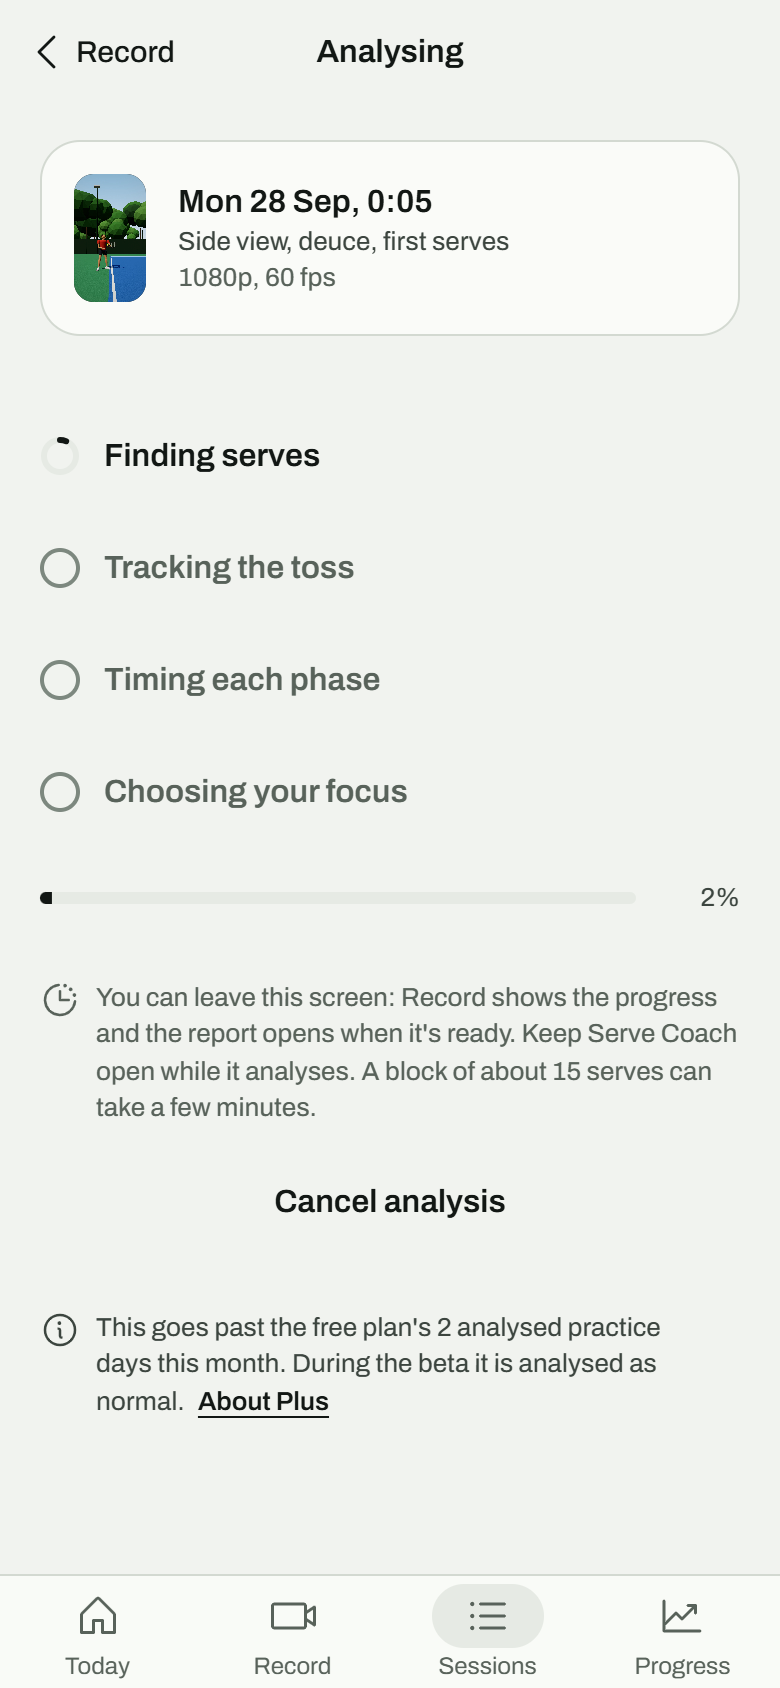 Record
Analysing
Mon 28 Sep, 0:05
Side view, deuce, first serves
1080p, 60 fps
Finding serves
Tracking the toss
Timing each phase
Choosing your focus
2%
You can leave this screen: Record shows the progress
and the report opens when it's ready. Keep Serve Coach
open while it analyses. A block of about 15 serves can
take a few minutes.
Cancel analysis
This goes past the free plan's 2 analysed practice
days this month. During the beta it is analysed as
normal. About Plus
Today
Record
Sessions
Progress